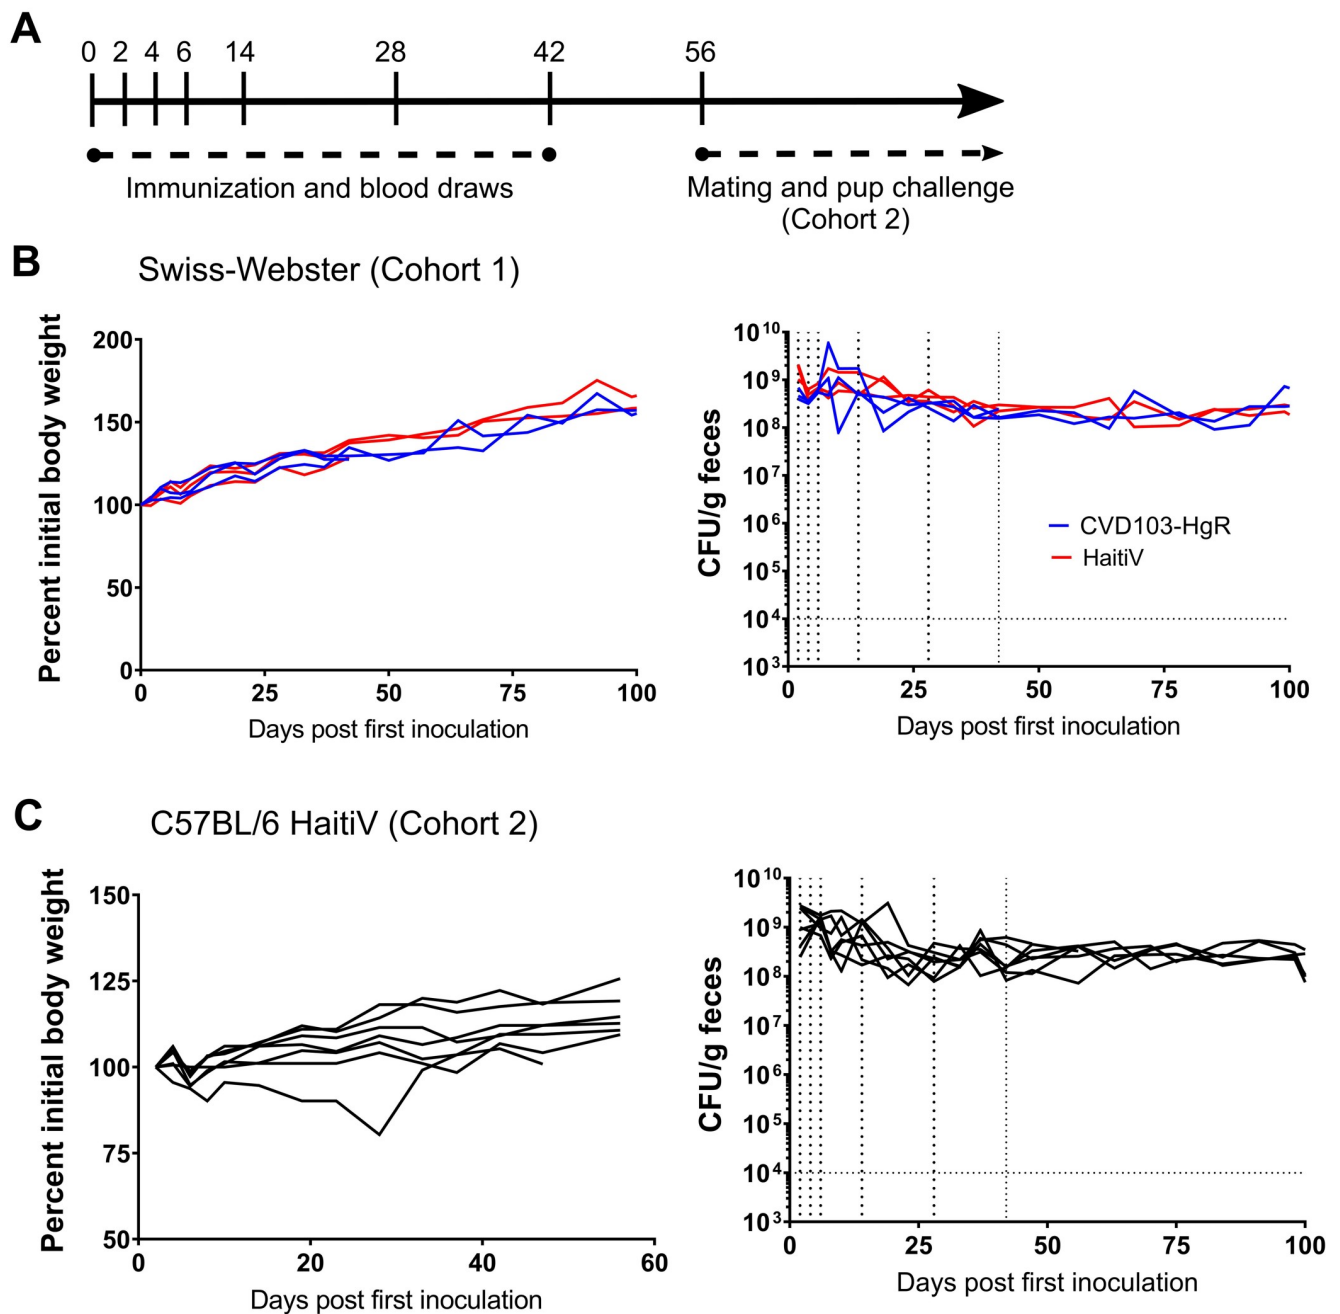 A
0 2 4 6 14 28 42 56
Immunization and blood draws
Mating and pup challenge
(Cohort 2)
B
Swiss-Webster (Cohort 1)
Percent initial body weight
200
150
100
50
0
0 25 50 75 100
Days post first inoculation
CFU/g feces
10^10
10^9
10^8
10^7
10^6
10^5
10^4
10^3
CVD103-HgR
HaitiV
0 25 50 75 100
Days post first inoculation
C
C57BL/6 HaitiV (Cohort 2)
Percent initial body weight
150
125
100
75
50
0 20 40 60
Days post first inoculation
CFU/g feces
10^10
10^9
10^8
10^7
10^6
10^5
10^4
10^3
0 25 50 75 100
Days post first inoculation